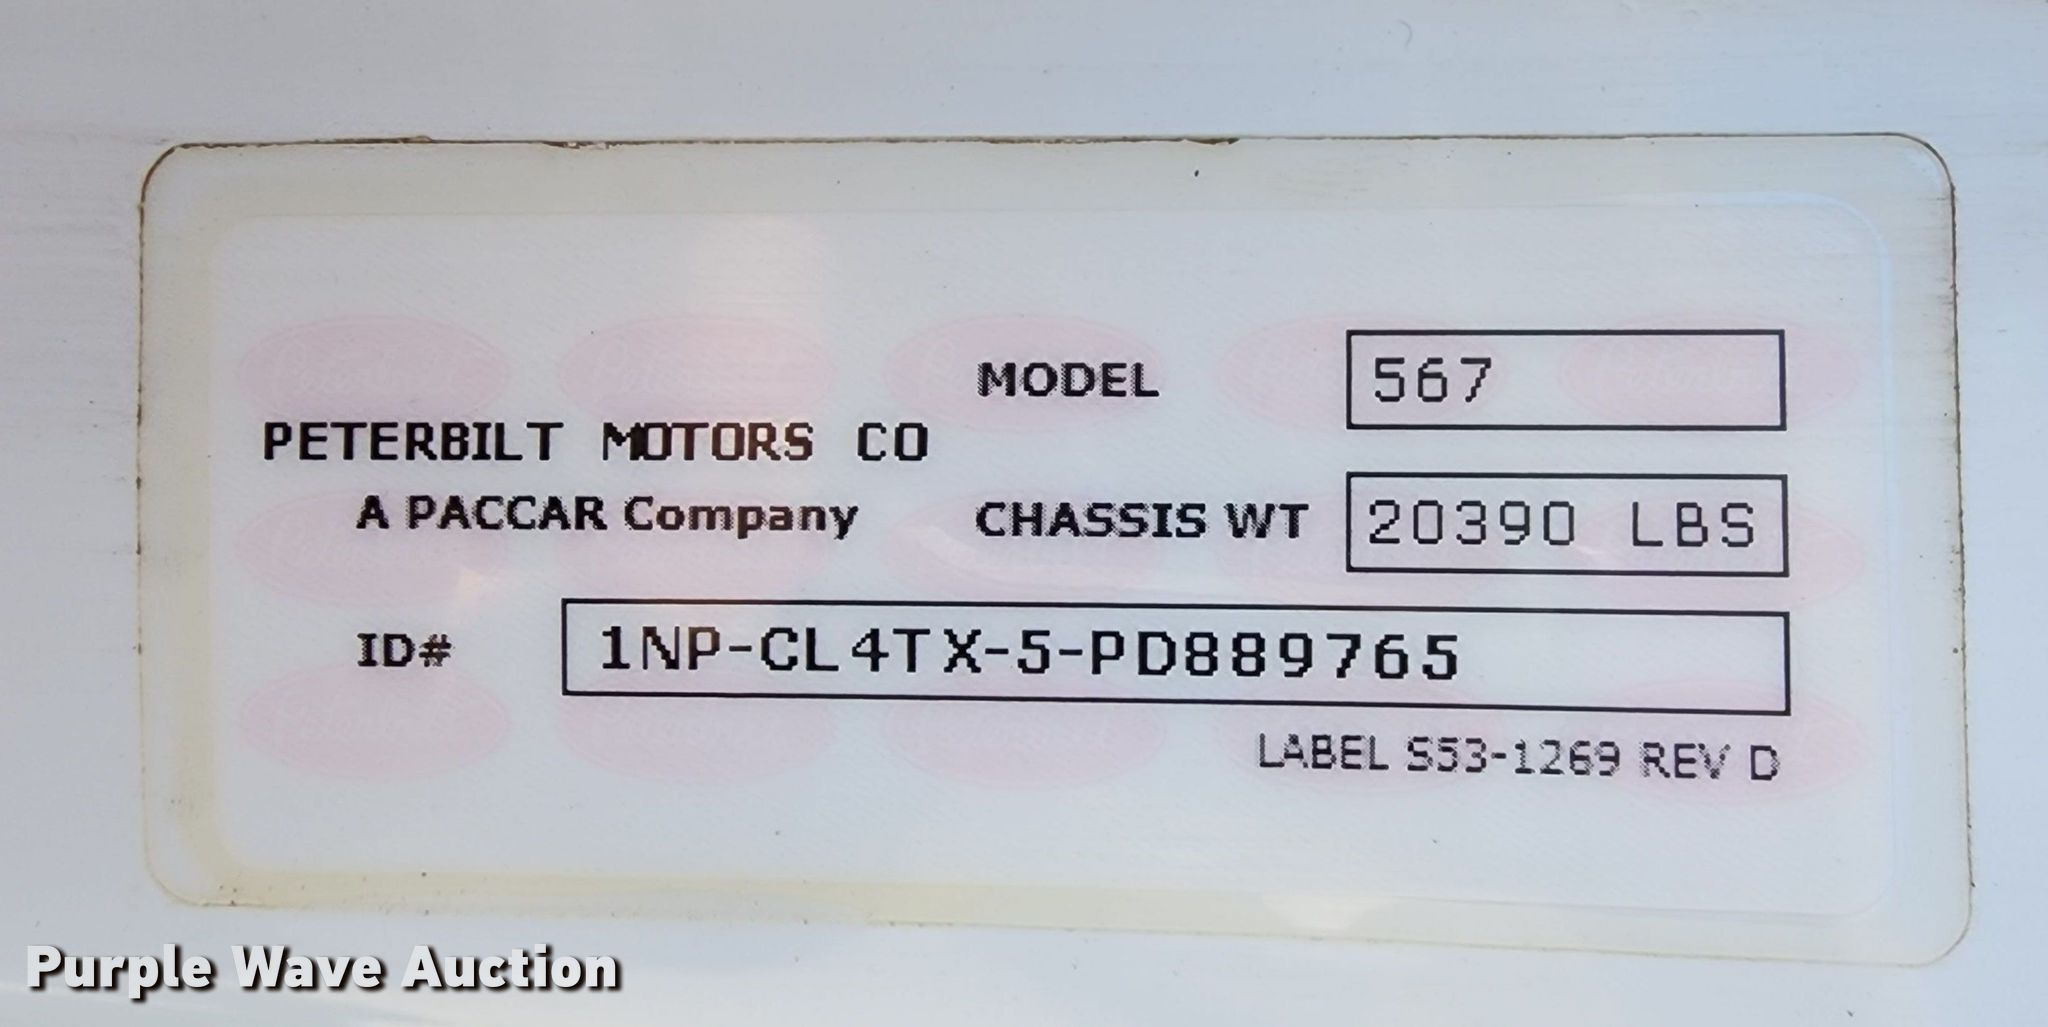 MODEL 567
PETERBILT MOTORS CO
A PACCAR Company
CHASSIS WT 20390 LBS
ID# 1NP-CL4TX-5-PD889765
LABEL S53-1269 REV D
Purple Wave Auction